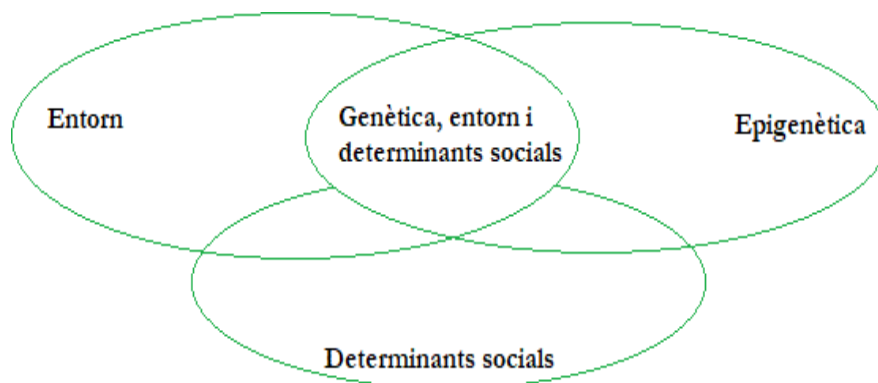 Entorn
Genètica, entorn i
determinants socials
Epigenètica
Determinants socials